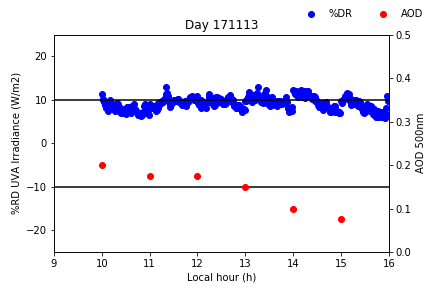 %DR AOD
Day 171113
20
10
0
−10
−20
%RD UVA Irradiance (W/m2)
0.5
0.4
0.3
0.2
0.1
0.0
AOD 500nm
9 10 11 12 13 14 15 16
Local hour (h)